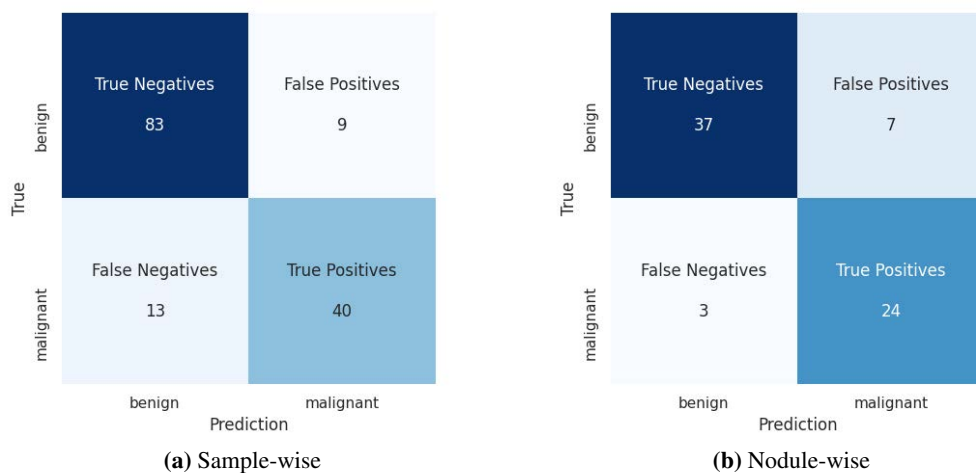 True Negatives
False Positives
83
9
benign
True
False Negatives
True Positives
13
40
malignant
benign
malignant
Prediction
(a) Sample-wise
True Negatives
False Positives
37
7
benign
True
False Negatives
True Positives
3
24
malignant
benign
malignant
Prediction
(b) Nodule-wise